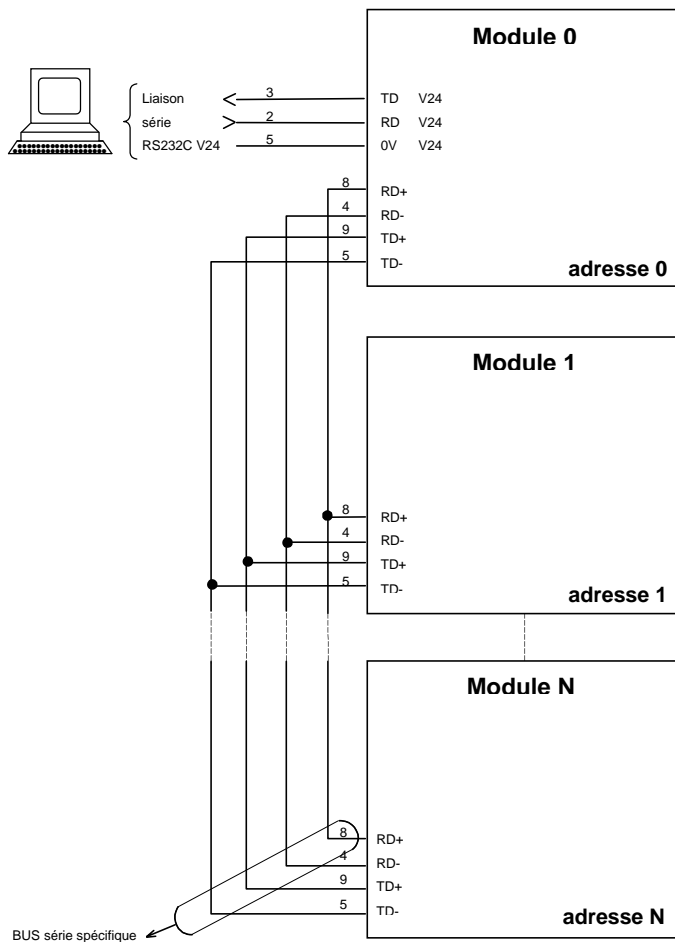 Module 0
Liaison 3 TD V24
série 2 RD V24
RS232C V24 5 0V V24
8 RD+
4 RD-
9 TD+
5 TD-
adresse 0
Module 1
8 RD+
4 RD-
9 TD+
5 TD-
adresse 1
Module N
8 RD+
4 RD-
9 TD+
5 TD-
adresse N
BUS série spécifique